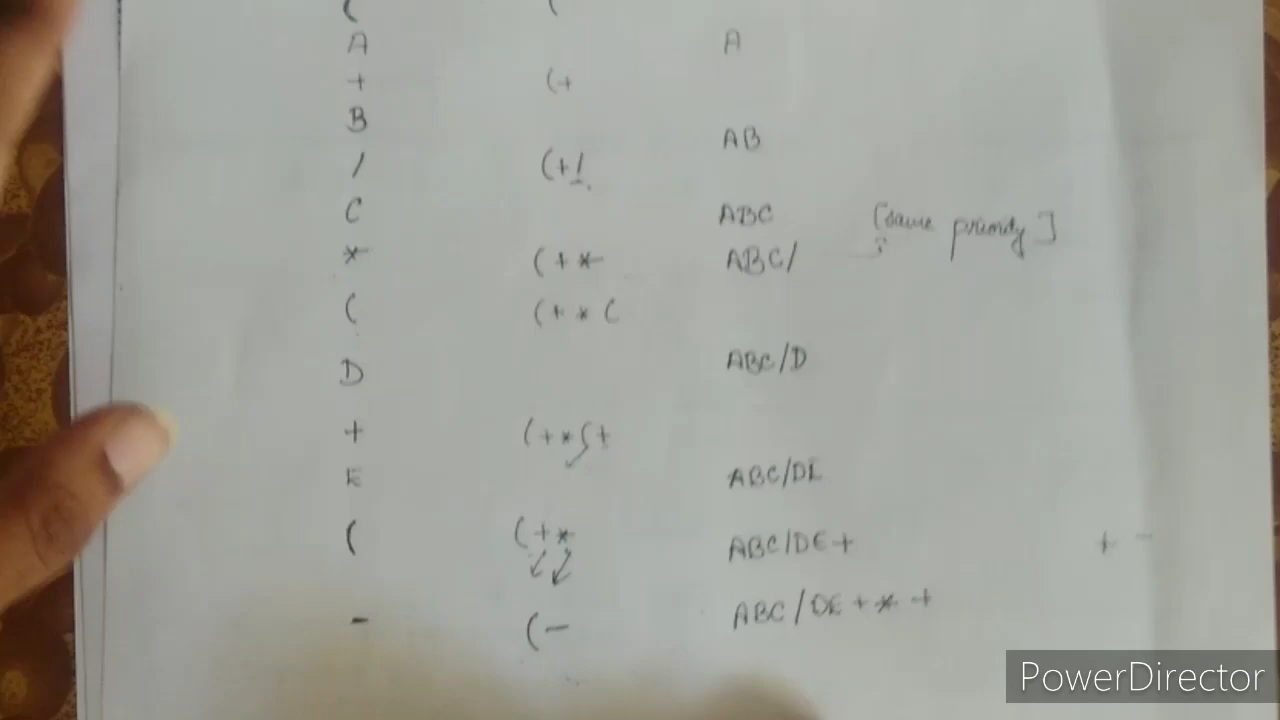 ( (
A A
+ (+
B AB
/ (+/
C ABC [same priority]
* (+* ABC/
( (+*(
D ABC/D
+ (+*(+
E ABC/DE
( (+* ABC/DE+ + -
- (- ABC/DE+*+
PowerDirector